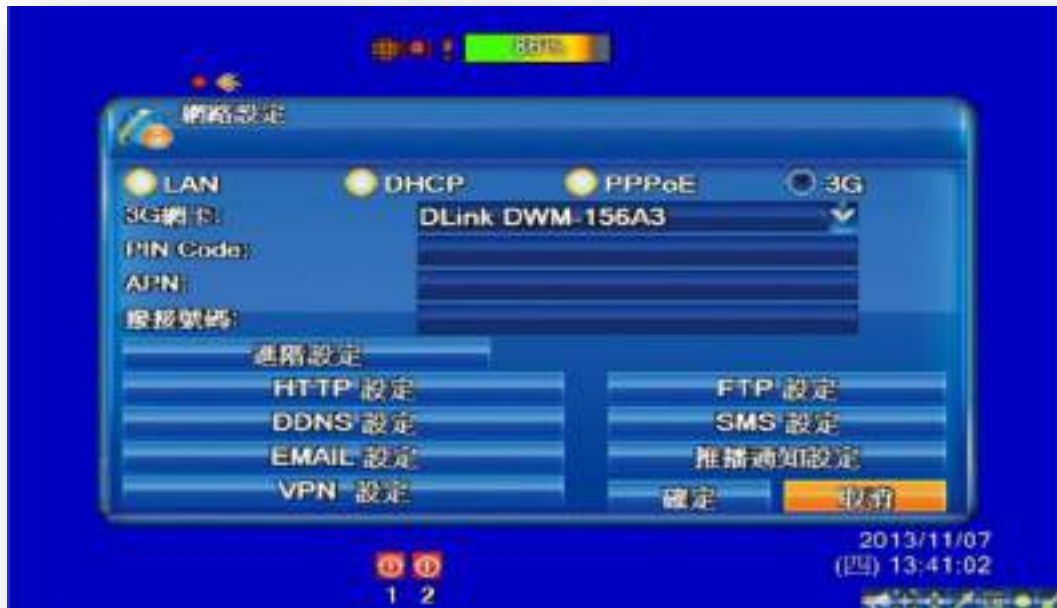 86%
網路設定
LAN DHCP PPPoE 3G
3G網卡: DLink DWM-156A3
PIN Code:
APN:
撥接號碼:
進階設定
HTTP 設定 FTP 設定
DDNS 設定 SMS 設定
EMAIL 設定 推播通知設定
VPN 設定 確定 取消
2013/11/07
(四) 13:41:02
1 2